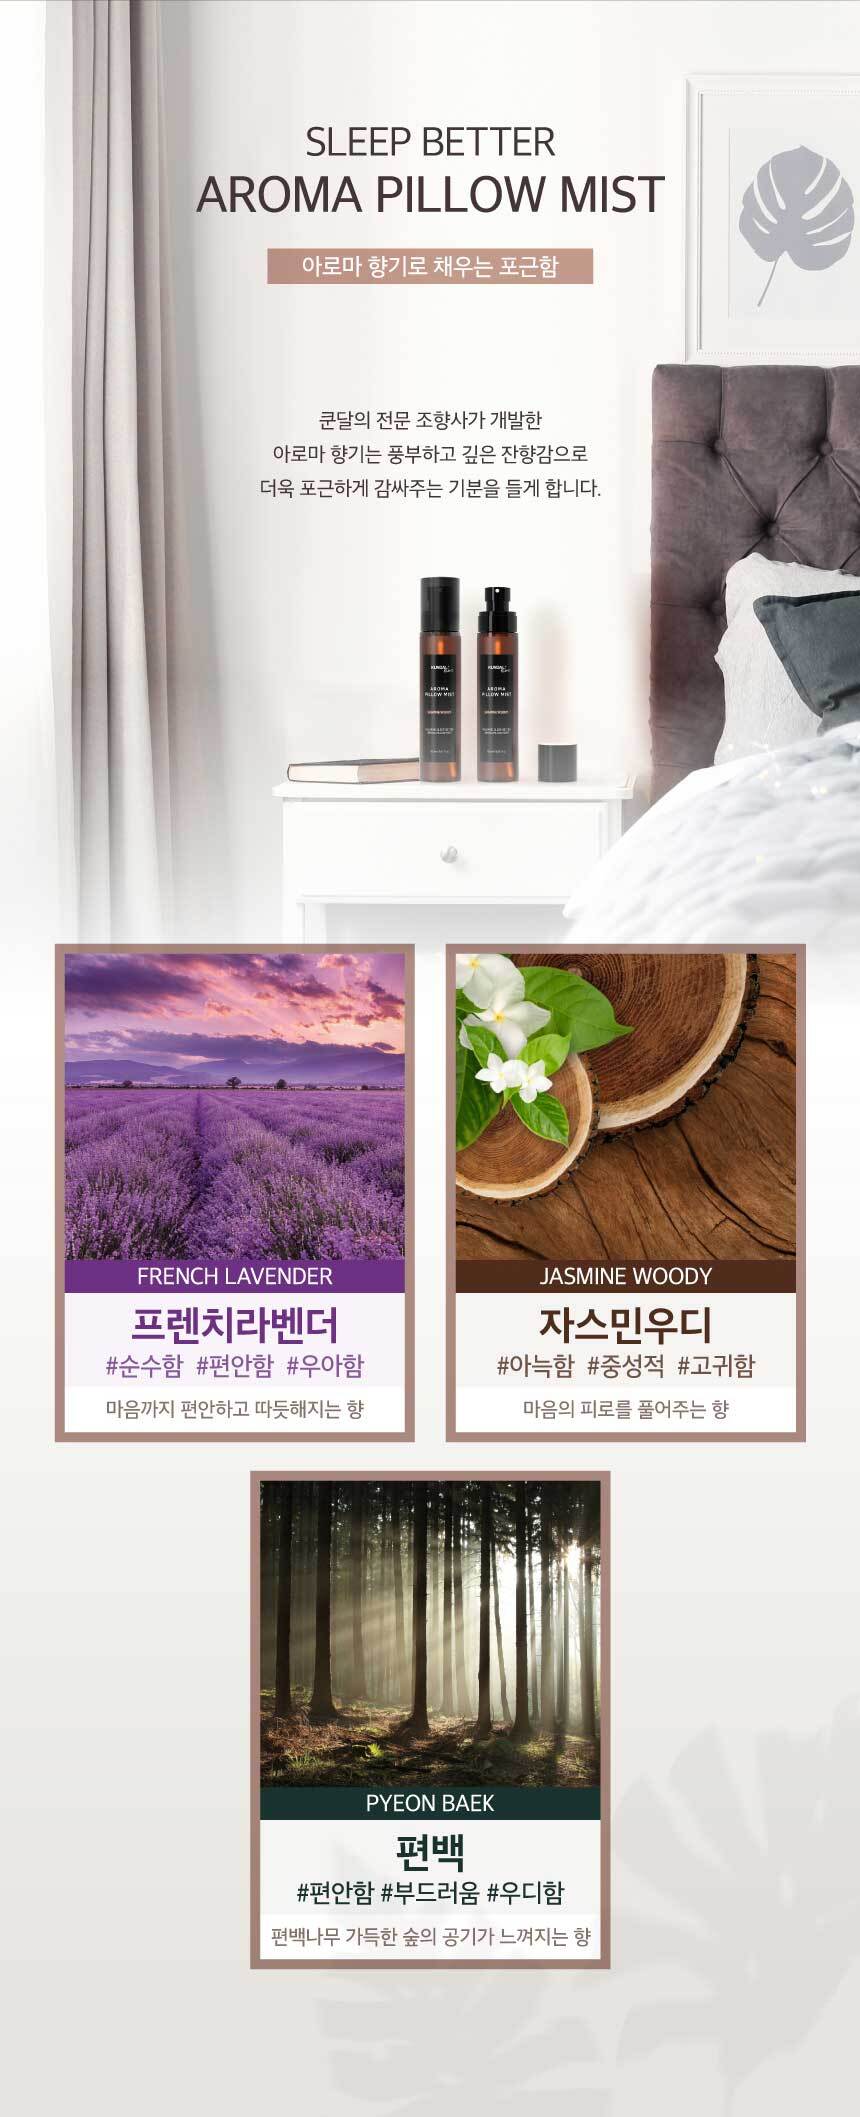 SLEEP BETTER
AROMA PILLOW MIST
아로마 향기로 채우는 포근함
쿤달의 전문 조향사가 개발한
아로마 향기는 풍부하고 깊은 잔향감으로
더욱 포근하게 감싸주는 기분을 들게 합니다.
KUNDAL
AROMA
PILLOW MIST
JASMINE WOODY
KUNDAL
AROMA
PILLOW MIST
JASMINE WOODY
FRENCH LAVENDER
프렌치라벤더
#순수함 #편안함 #우아함
마음까지 편안하고 따듯해지는 향
JASMINE WOODY
자스민우디
#아늑함 #중성적 #고귀함
마음의 피로를 풀어주는 향
PYEON BAEK
편백
#편안함 #부드러움 #우디함
편백나무 가득한 숲의 공기가 느껴지는 향